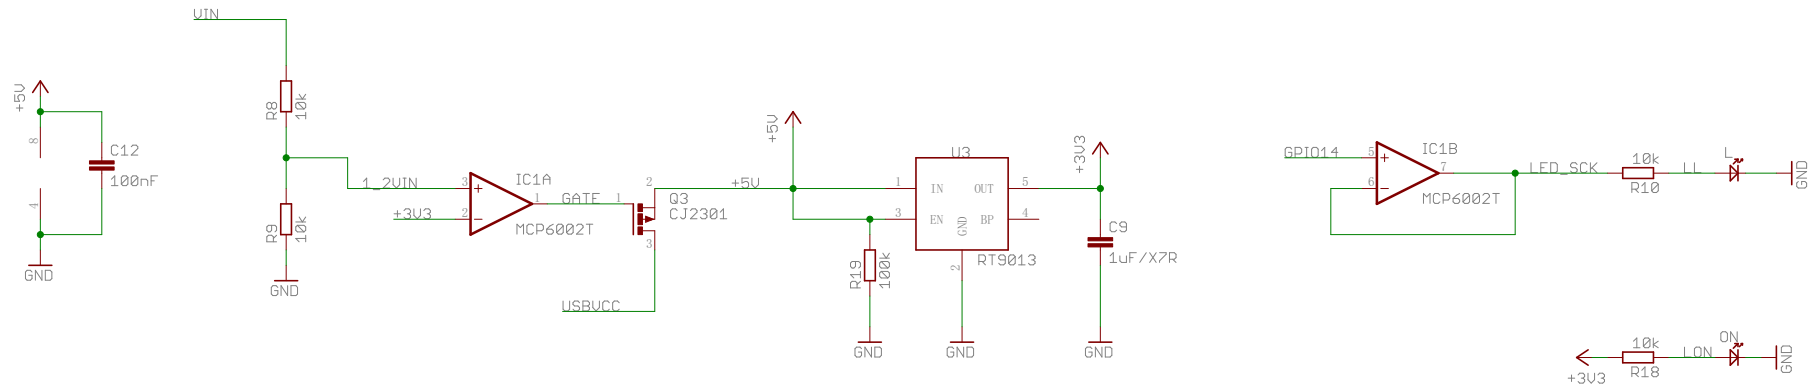 VIN
+5V
8
C12
100nF
4
GND
R8
10k
1_2VIN
+3V3
R9
10k
GND
3
2
+
-
IC1A
1
MCP6002T
GATE
1
2
Q3
CJ2301
3
USBVCC
+5V
+5V
U3
1
IN
OUT
5
3
EN
GND
BP
4
2
RT9013
R19
100k
GND
GND
+3V3
C9
1uF/X7R
GND
GPIO14
5
+
6
-
IC1B
7
MCP6002T
LED_SCK
10k
R10
LL
L
GND
+3V3
10k
R18
LON
ON
GND